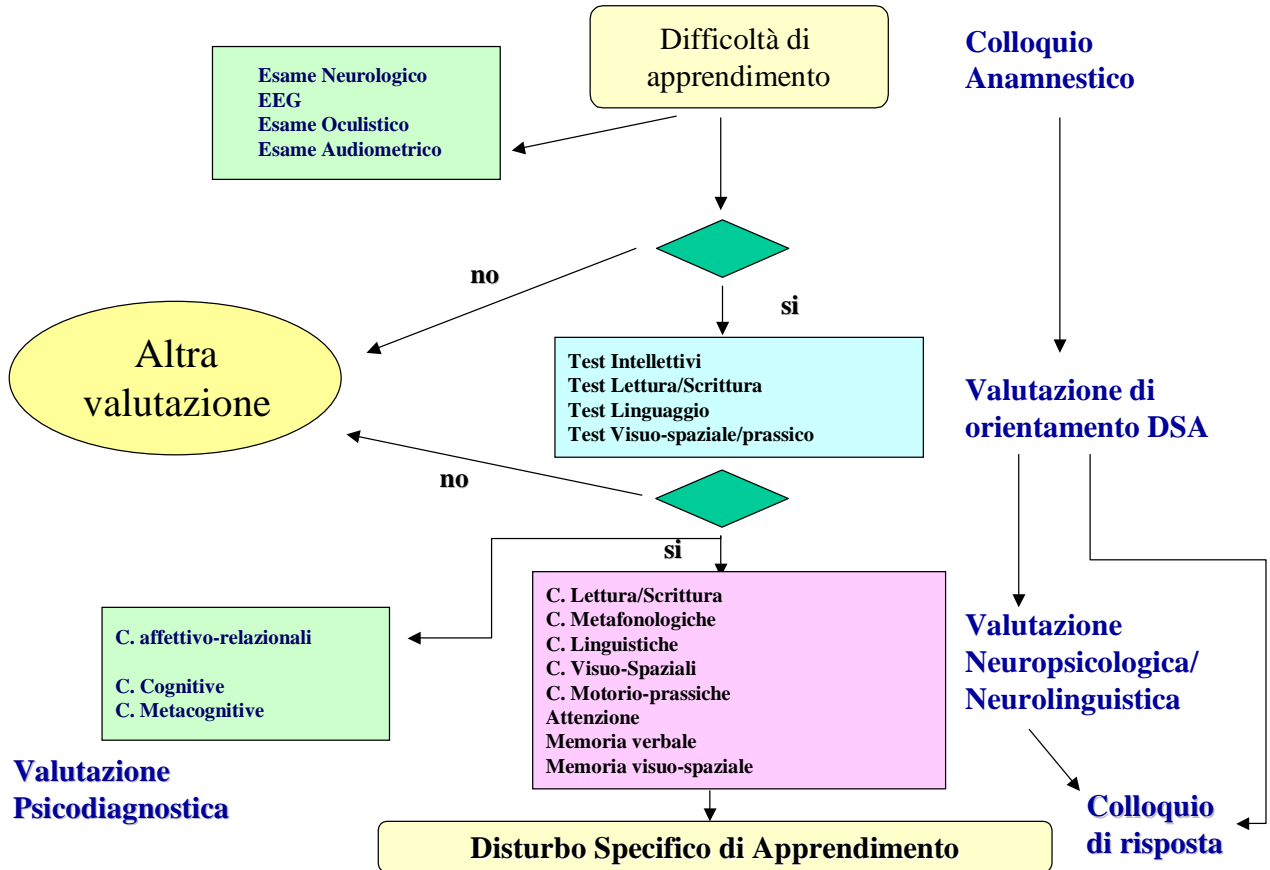 Difficoltà di
apprendimento
Colloquio
Anamnestico
Esame Neurologico
EEG
Esame Oculistico
Esame Audiometrico
no
si
Altra
valutazione
Test Intellettivi
Test Lettura/Scrittura
Test Linguaggio
Test Visuo-spaziale/prassico
Valutazione di
orientamento DSA
no
si
C. affettivo-relazionali
C. Cognitive
C. Metacognitive
C. Lettura/Scrittura
C. Metafonologiche
C. Linguistiche
C. Visuo-Spaziali
C. Motorio-prassiche
Attenzione
Memoria verbale
Memoria visuo-spaziale
Valutazione
Neuropsicologica/
Neurolinguistica
Valutazione
Psicodiagnostica
Colloquio
di risposta
Disturbo Specifico di Apprendimento